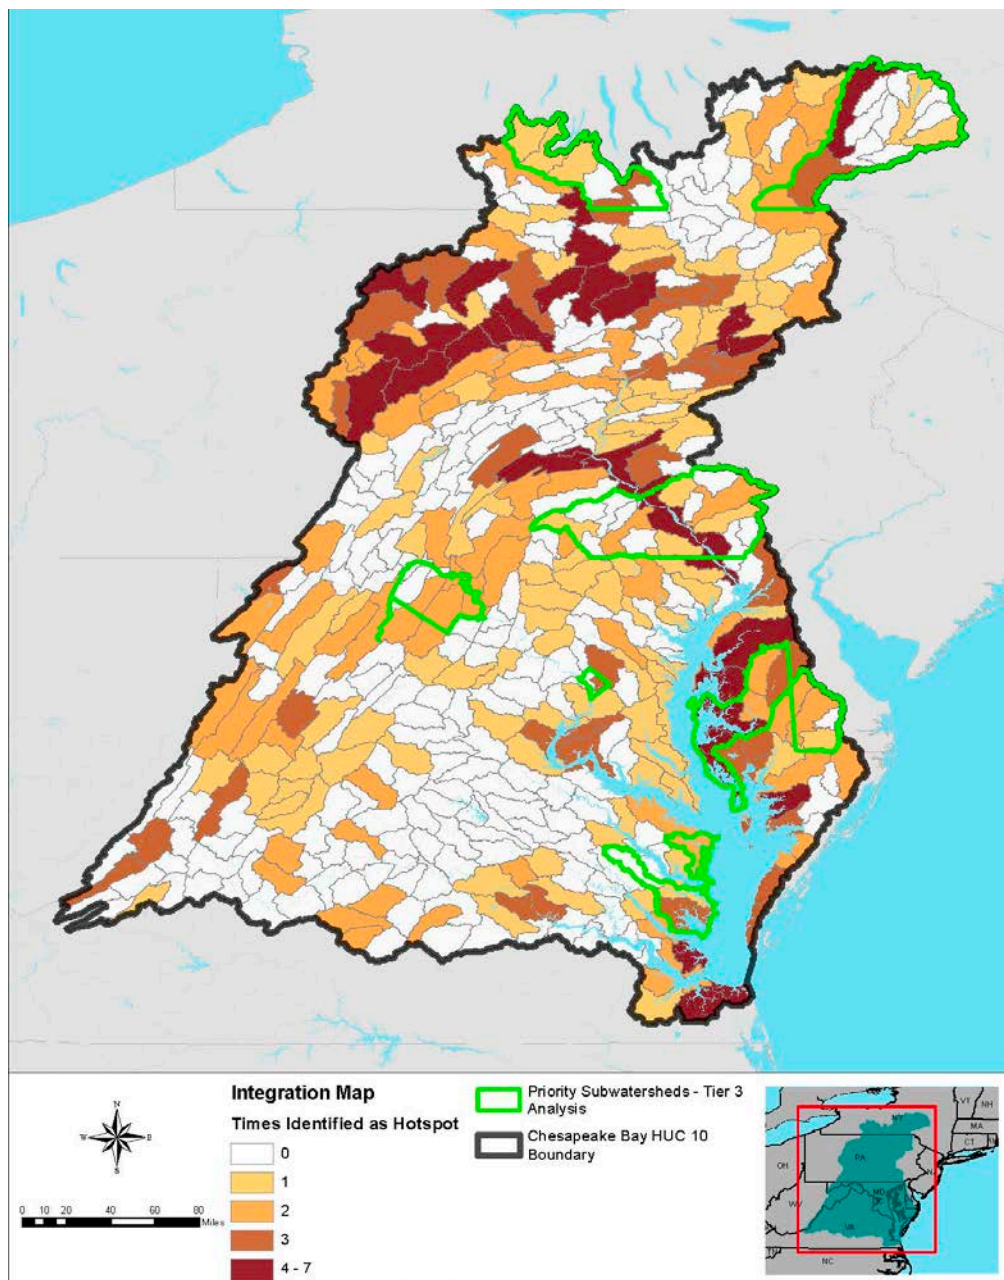 Integration Map
Times Identified as Hotspot
0
1
2
3
4 - 7
Priority Subwatersheds - Tier 3
Analysis
Chesapeake Bay HUC 10
Boundary
N
W
S
0 10 20 40 60 80
Miles
VT
NH
NY
MA
CT
PA
OH
MD
WV
VA
NC